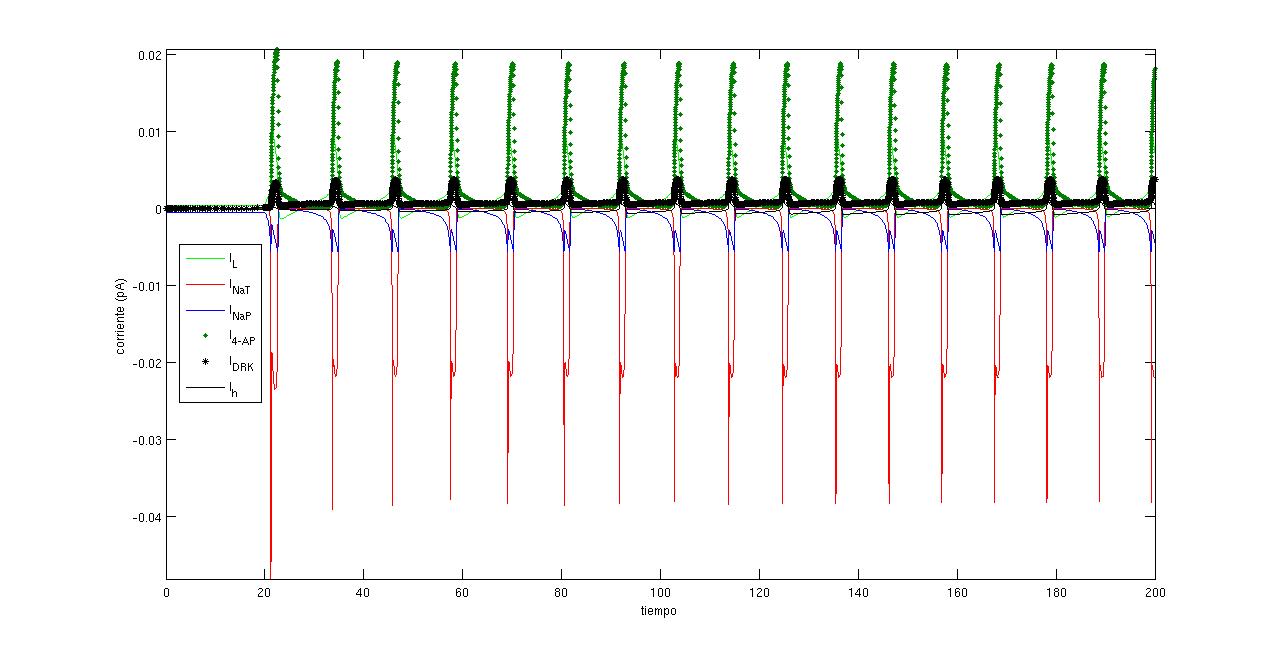 0.02
0.01
0
-0.01
-0.02
-0.03
-0.04
corriente (pA)
I_L
I_NaT
I_NaP
I_4-AP
I_DRK
I_h
0 20 40 60 80 100 120 140 160 180 200
tiempo